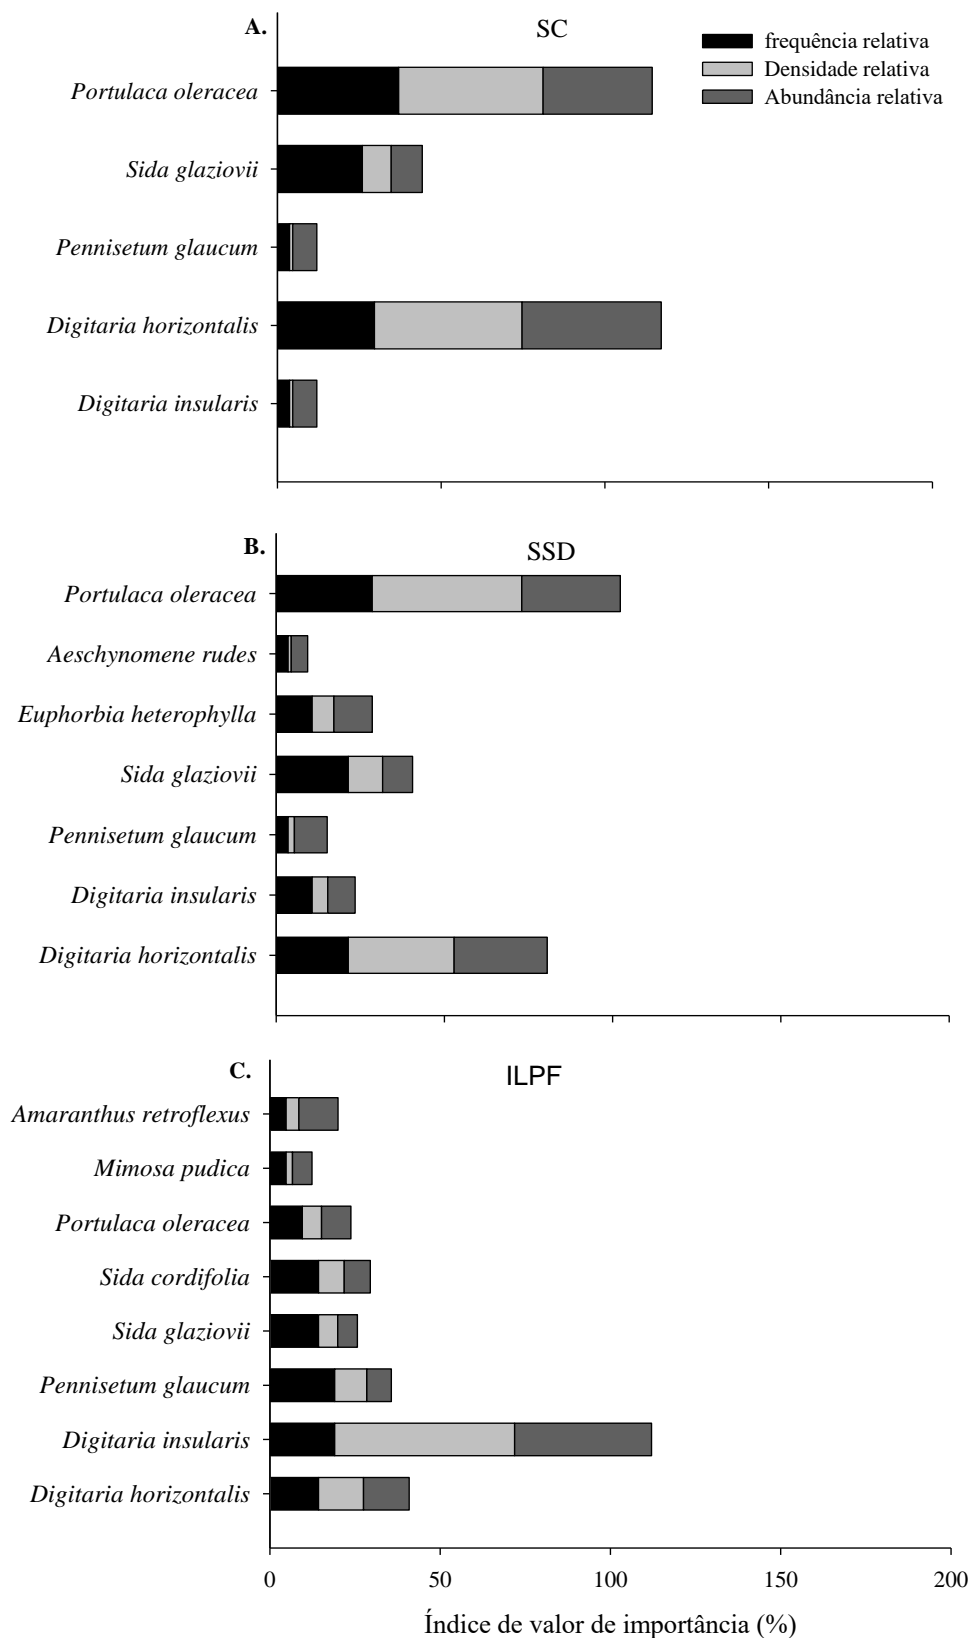 A.
SC
frequência relativa
Densidade relativa
Abundância relativa
Portulaca oleracea
Sida glaziovii
Pennisetum glaucum
Digitaria horizontalis
Digitaria insularis
B.
SSD
Portulaca oleracea
Aeschynomene rudes
Euphorbia heterophylla
Sida glaziovii
Pennisetum glaucum
Digitaria insularis
Digitaria horizontalis
C.
ILPF
Amaranthus retroflexus
Mimosa pudica
Portulaca oleracea
Sida cordifolia
Sida glaziovii
Pennisetum glaucum
Digitaria insularis
Digitaria horizontalis
0 50 100 150 200
Índice de valor de importância (%)